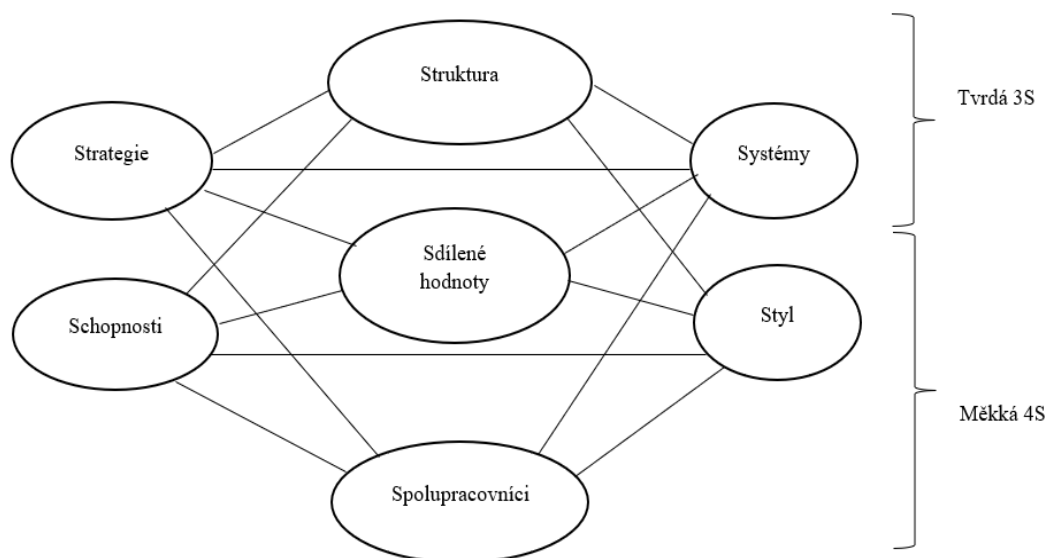 Struktura
Tvrdá 3S
Strategie
Systémy
Sdílené
hodnoty
Schopnosti
Styl
Měkká 4S
Spolupracovníci